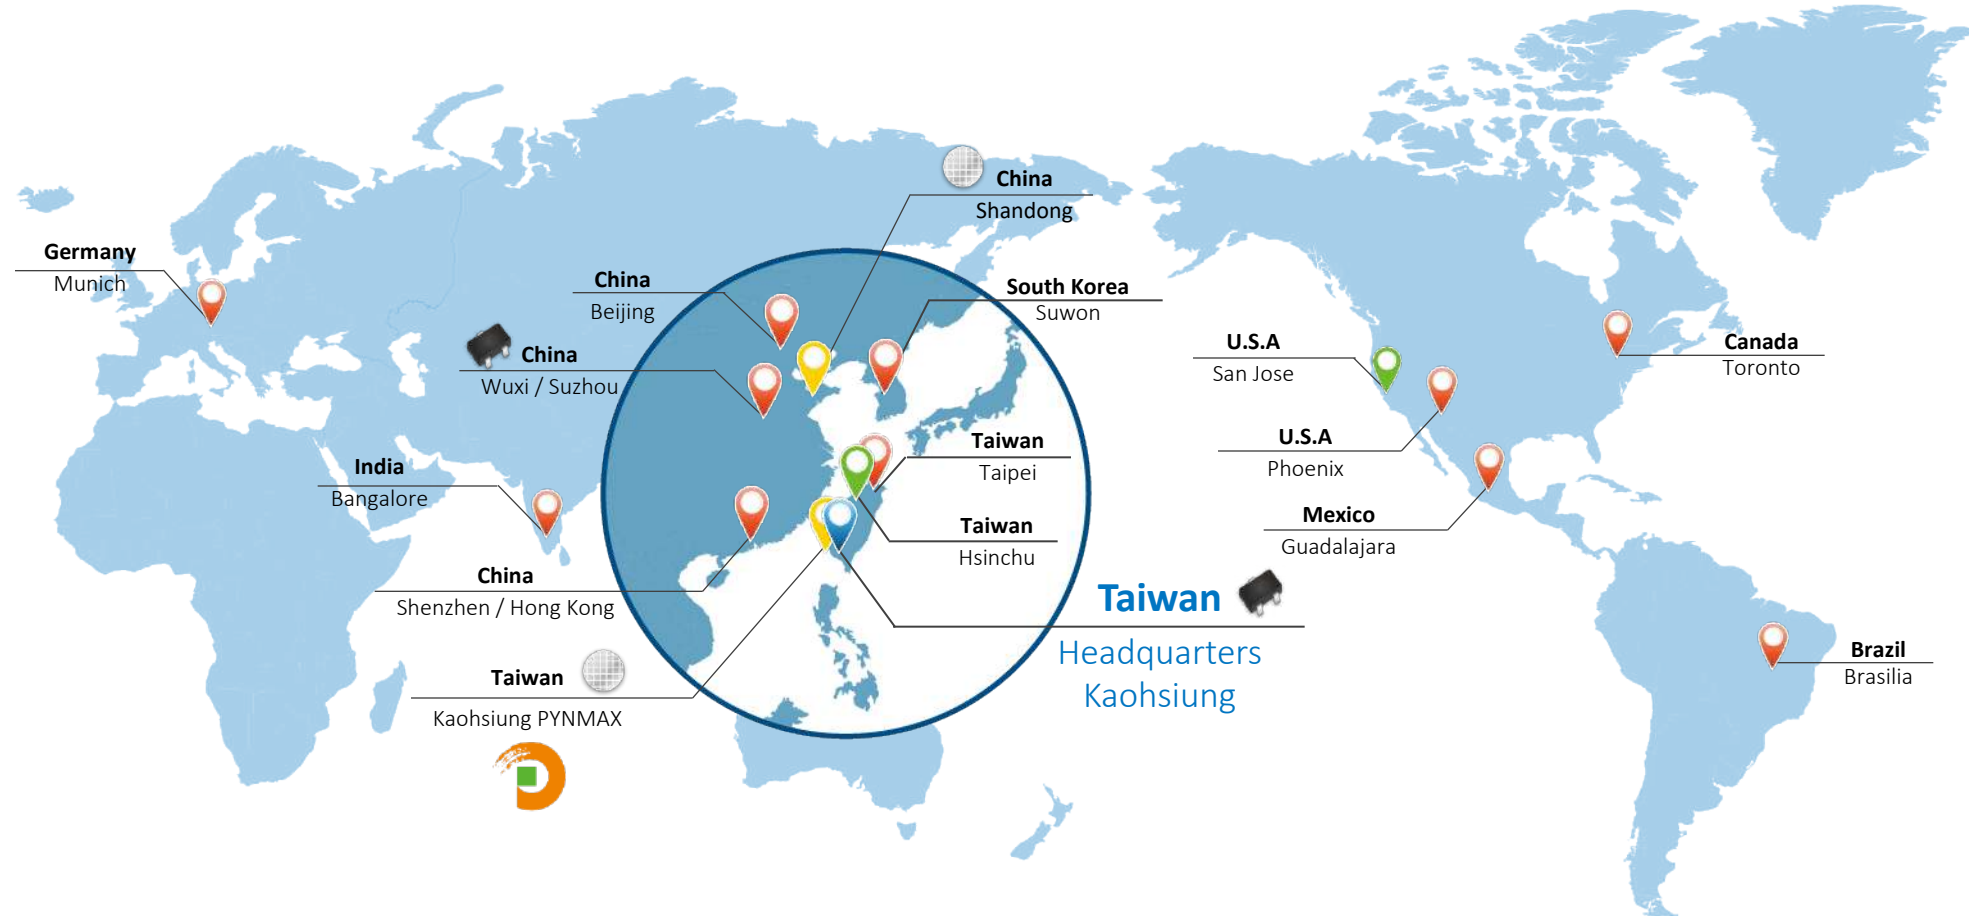 China
Shandong
Germany
Munich
China
Beijing
South Korea
Suwon
China
Wuxi / Suzhou
U.S.A
San Jose
Canada
Toronto
India
Bangalore
Taiwan
Taipei
U.S.A
Phoenix
Taiwan
Hsinchu
Mexico
Guadalajara
China
Shenzhen / Hong Kong
Taiwan
Headquarters
Kaohsiung
Taiwan
Kaohsiung PYNMAX
Brazil
Brasilia